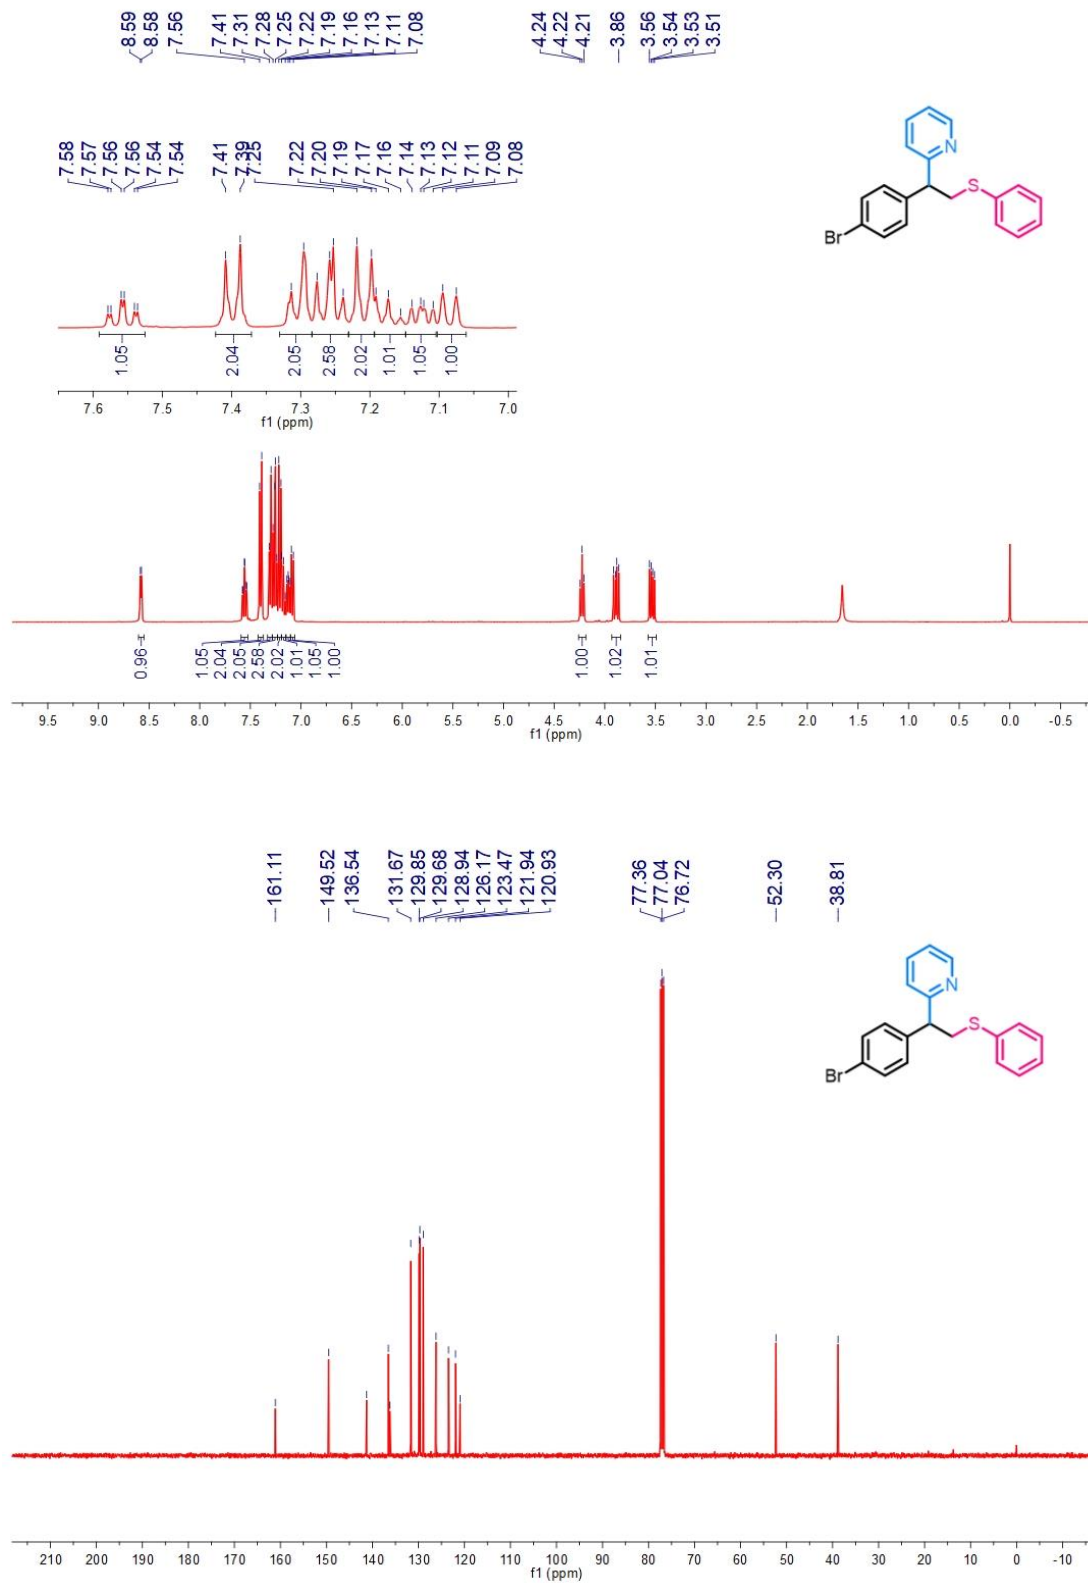 8.59 8.58 7.56 7.41 7.31 7.28 7.25 7.22 7.19 7.16 7.13 7.11 7.08 4.24 4.22 4.21 3.86 3.56 3.54 3.53 3.51
7.58 7.57 7.56 7.56 7.54 7.54 7.41 7.39 7.25 7.22 7.20 7.19 7.17 7.16 7.14 7.13 7.12 7.11 7.09 7.08
N
S
Br
1.05 2.04 2.05 2.58 2.02 1.01 1.05 1.00
7.6 7.5 7.4 7.3 7.2 7.1 7.0
f1 (ppm)
0.96 1.05 2.04 2.05 2.58 2.02 1.01 1.05 1.00 1.00 1.02 1.01
9.5 9.0 8.5 8.0 7.5 7.0 6.5 6.0 5.5 5.0 4.5 4.0 3.5 3.0 2.5 2.0 1.5 1.0 0.5 0.0 -0.5
f1 (ppm)
161.11 149.52 136.54 131.67 129.85 129.68 128.94 126.17 123.47 121.94 120.93 77.36 77.04 76.72 52.30 38.81
N
S
Br
210 200 190 180 170 160 150 140 130 120 110 100 90 80 70 60 50 40 30 20 10 0 -10
f1 (ppm)